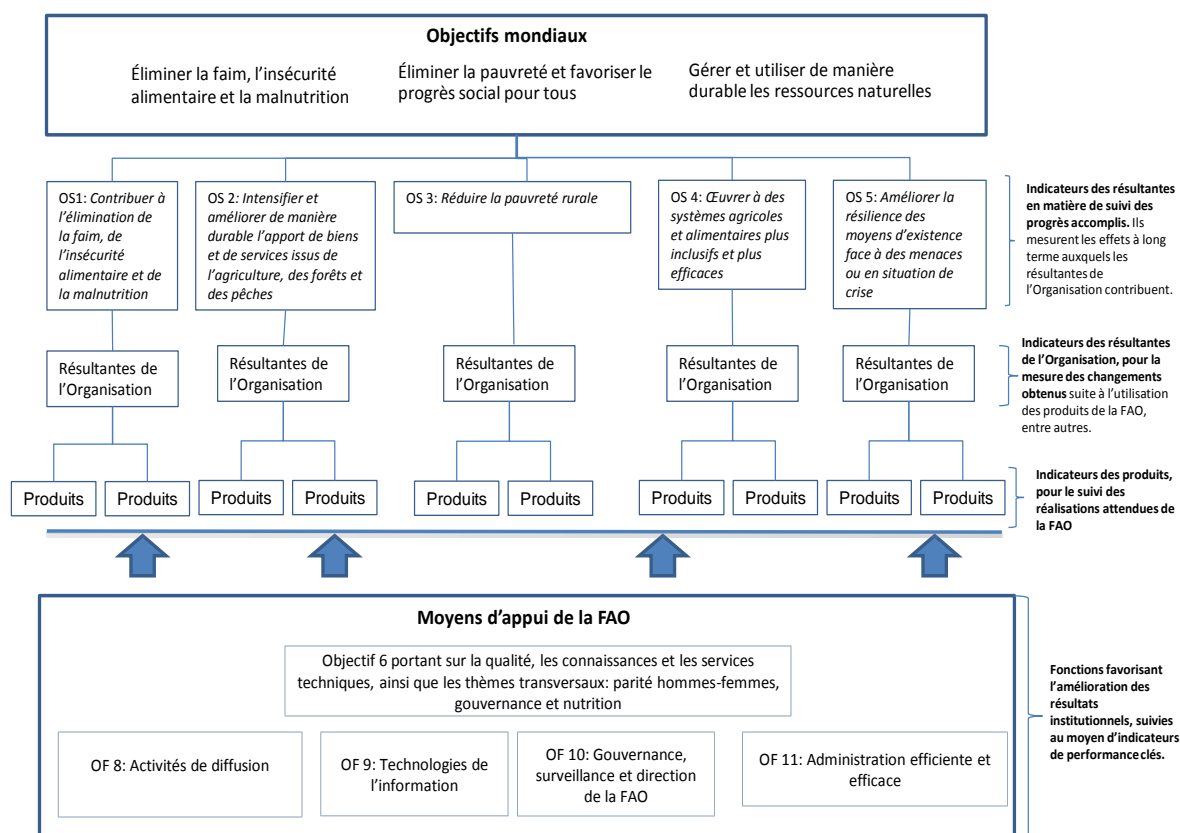 Objectifs mondiaux
Éliminer la faim, l’insécurité
alimentaire et la malnutrition
Éliminer la pauvreté et favoriser le
progrès social pour tous
Gérer et utiliser de manière
durable les ressources naturelles
OS1: Contribuer à
l’élimination de
la faim, de
l’insécurité
alimentaire et de
la malnutrition
OS 2: Intensifier et
améliorer de manière
durable l’apport de biens
et de services issus de
l’agriculture, des forêts et
des pêches
OS 3: Réduire la pauvreté rurale
OS 4: Œuvrer à des
systèmes agricoles
et alimentaires plus
inclusifs et plus
efficaces
OS 5: Améliorer la
résilience des
moyens d’existence
face à des menaces
ou en situation de
crise
Indicateurs des résultantes
en matière de suivi des
progrès accomplis. Ils
mesurent les effets à long
terme auxquels les
résultantes de
l’Organisation contribuent.
Résultantes de
l’Organisation
Résultantes de
l’Organisation
Résultantes de
l’Organisation
Résultantes de
l’Organisation
Résultantes de
l’Organisation
Indicateurs des résultantes
de l’Organisation, pour la
mesure des changements
obtenus suite à l’utilisation
des produits de la FAO,
entre autres.
Produits
Produits
Produits
Produits
Produits
Produits
Produits
Produits
Produits
Produits
Indicateurs des produits,
pour le suivi des
réalisations attendues de
la FAO
Moyens d’appui de la FAO
Objectif 6 portant sur la qualité, les connaissances et les services
techniques, ainsi que les thèmes transversaux: parité hommes-femmes,
gouvernance et nutrition
OF 8: Activités de diffusion
OF 9: Technologies de
l’information
OF 10: Gouvernance,
surveillance et direction
de la FAO
OF 11: Administration efficiente et
efficace
Fonctions favorisant
l’amélioration des
résultats
institutionnels, suivies
au moyen d’indicateurs
de performance clés.